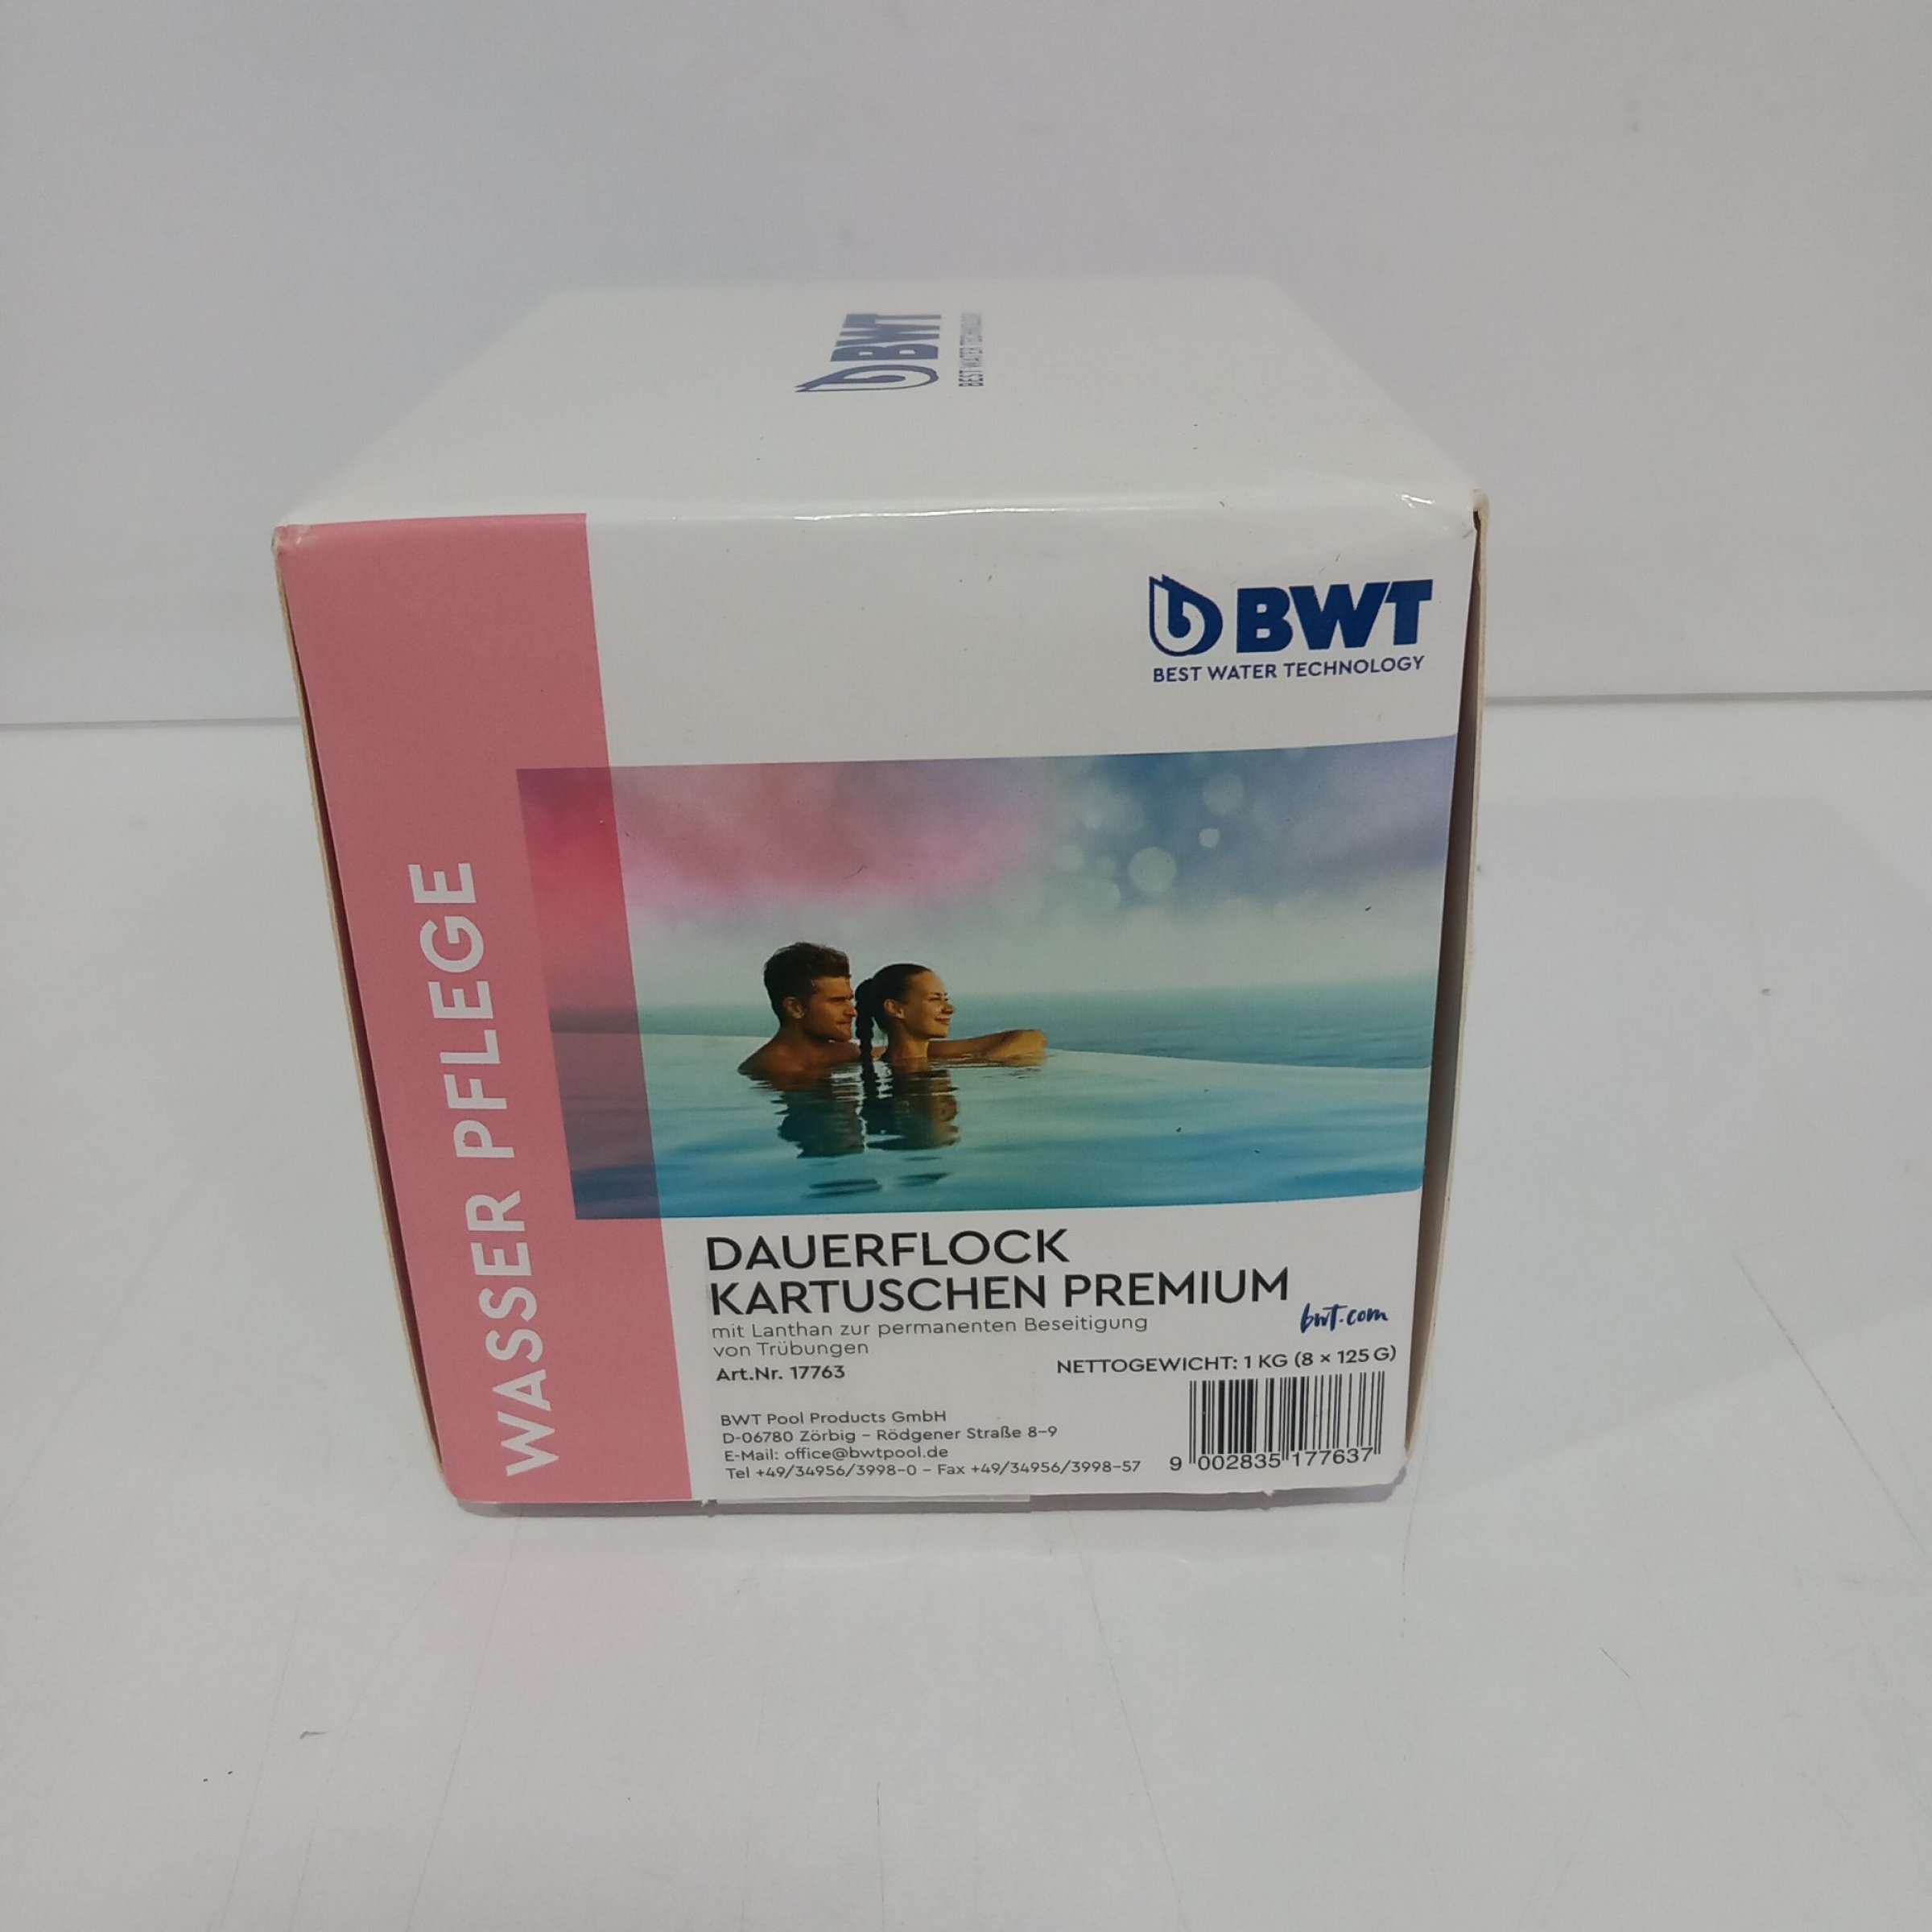 BWT
BEST WATER TECHNOLOGY
BWT
BEST WATER TECHNOLOGY
WASSER PFLEGE
DAUERFLOCK
KARTUSCHEN PREMIUM
mit Lanthan zur permanenten Beseitigung
von Trübungen
Art.Nr. 17763
bwt.com
NETTOGEWICHT: 1 KG (8 × 125 G)
BWT Pool Products GmbH
D-06780 Zörbig – Rödgener Straße 8–9
E-Mail: office@bwtpool.de
Tel +49/34956/3998-0 – Fax +49/34956/3998-57
9 002835 177637